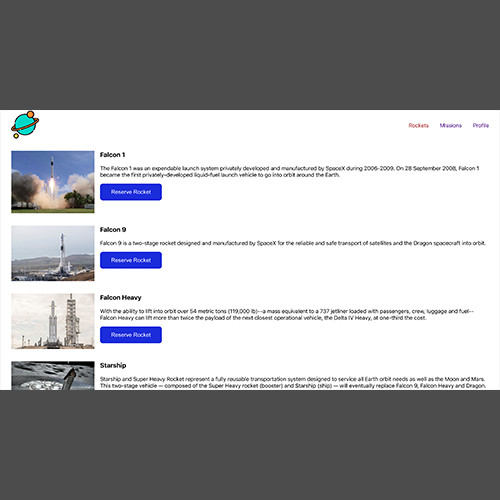 Rockets Missions Profile
Falcon 1
The Falcon 1 was an expendable launch system privately developed and manufactured by SpaceX during 2006-2009. On 28 September 2008, Falcon 1
became the first privately-developed liquid-fuel launch vehicle to go into orbit around the Earth.
Reserve Rocket
Falcon 9
Falcon 9 is a two-stage rocket designed and manufactured by SpaceX for the reliable and safe transport of satellites and the Dragon spacecraft into orbit.
Reserve Rocket
Falcon Heavy
With the ability to lift into orbit over 54 metric tons (119,000 lb)--a mass equivalent to a 737 jetliner loaded with passengers, crew, luggage and fuel--
Falcon Heavy can lift more than twice the payload of the next closest operational vehicle, the Delta IV Heavy, at one-third the cost.
Reserve Rocket
Starship
Starship and Super Heavy Rocket represent a fully reusable transportation system designed to service all Earth orbit needs as well as the Moon and Mars.
This two-stage vehicle — composed of the Super Heavy rocket (booster) and Starship (ship) — will eventually replace Falcon 9, Falcon Heavy and Dragon.